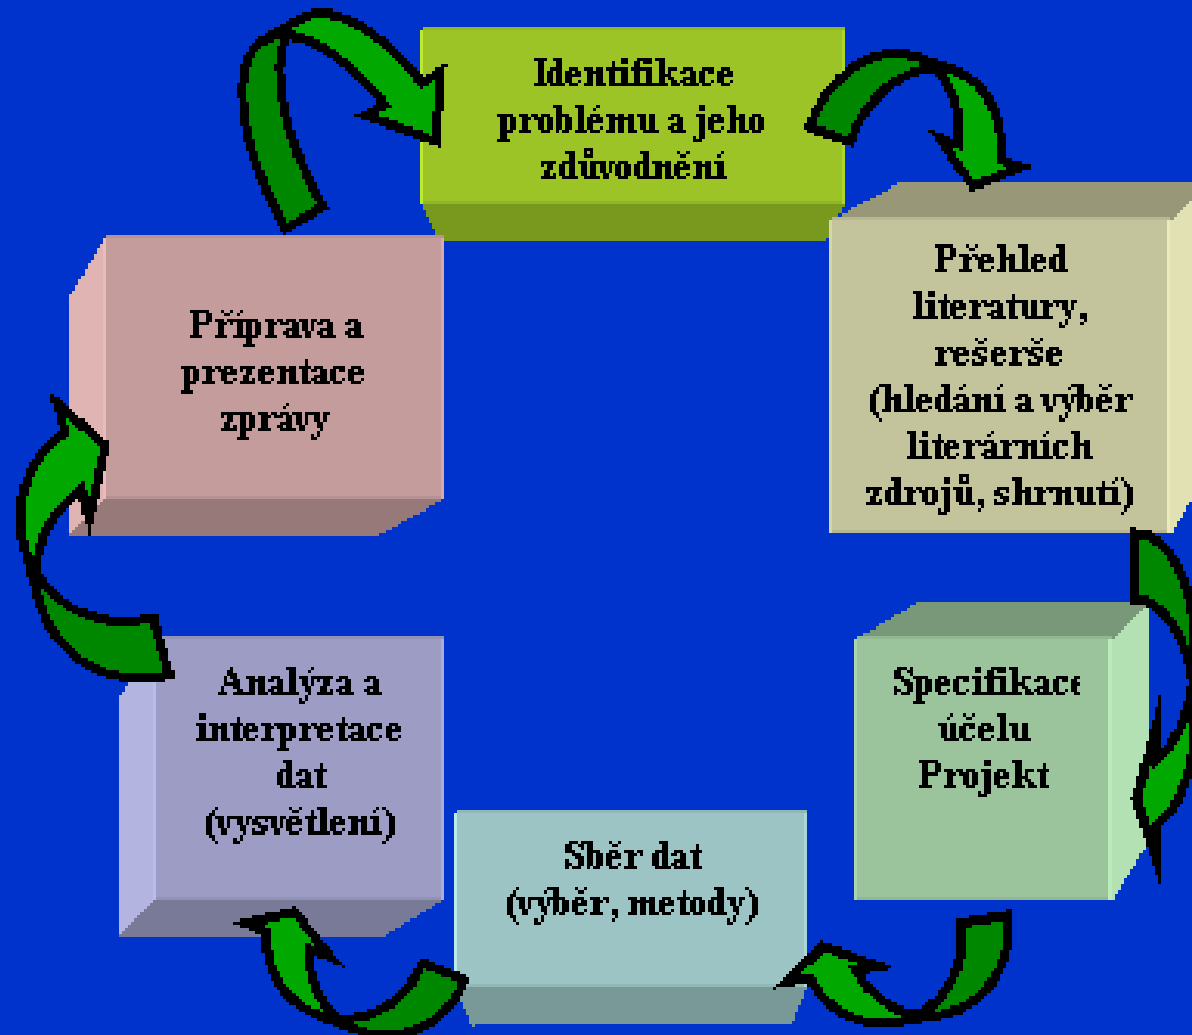 Identifikace
problému a jeho
zdůvodnění
Přehled
literatury,
rešerše
(hledání a výběr
literárních
zdrojů, shrnutí)
Specifikace
účelu
Projekt
Sběr dat
(výběr, metody)
Analýza a
interpretace
dat
(vysvětlení)
Příprava a
prezentace
zprávy